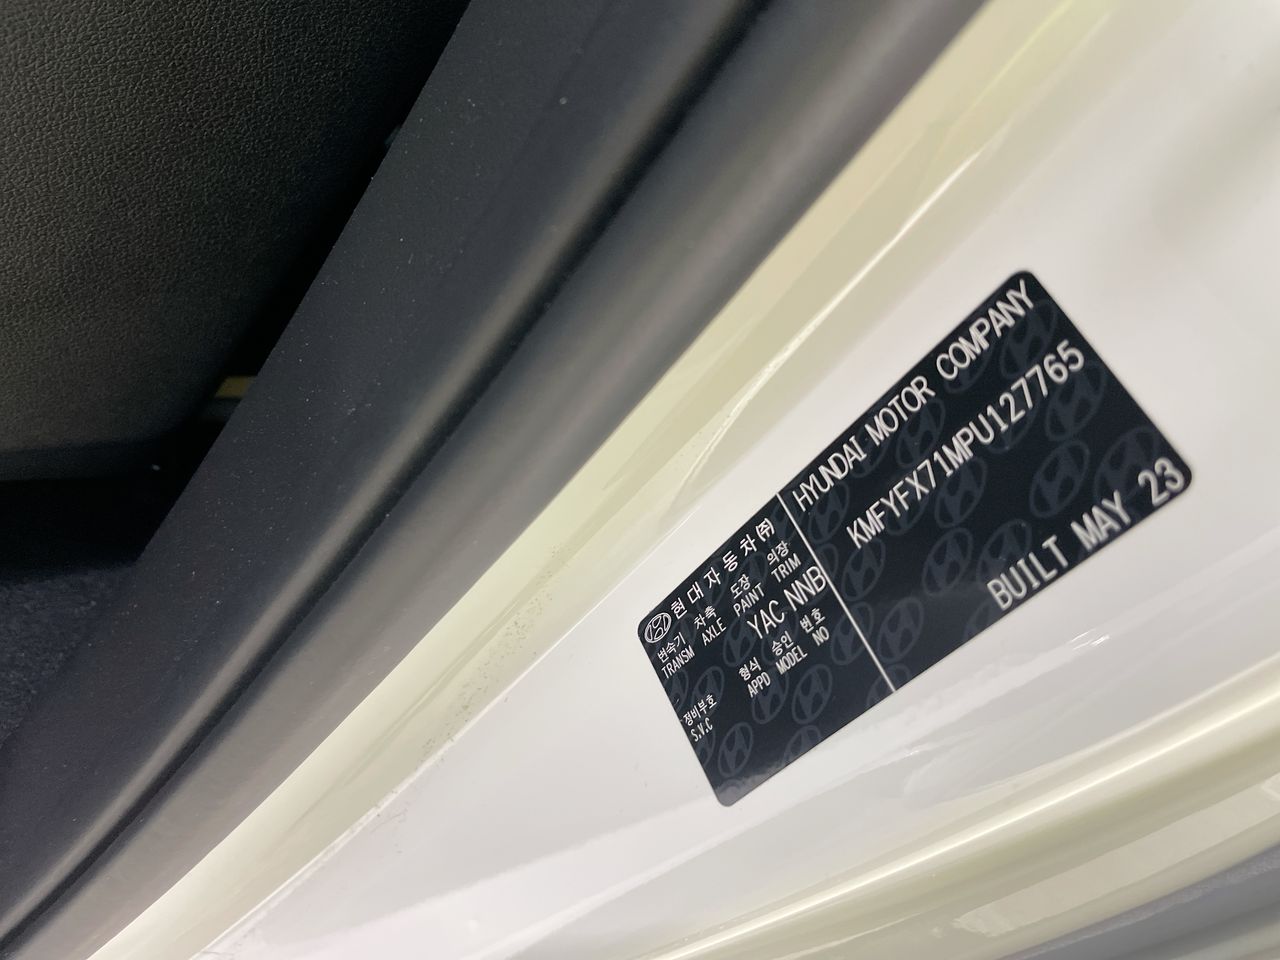 현대자동차(주)
변속기 차축 도장 의장
TRANSM AXLE PAINT TRIM
YAC NNB
형식 승인 번호
APPD MODEL NO
정비부호
S.V.C
HYUNDAI MOTOR COMPANY
KMFYFX71MPU127765
BUILT MAY 23